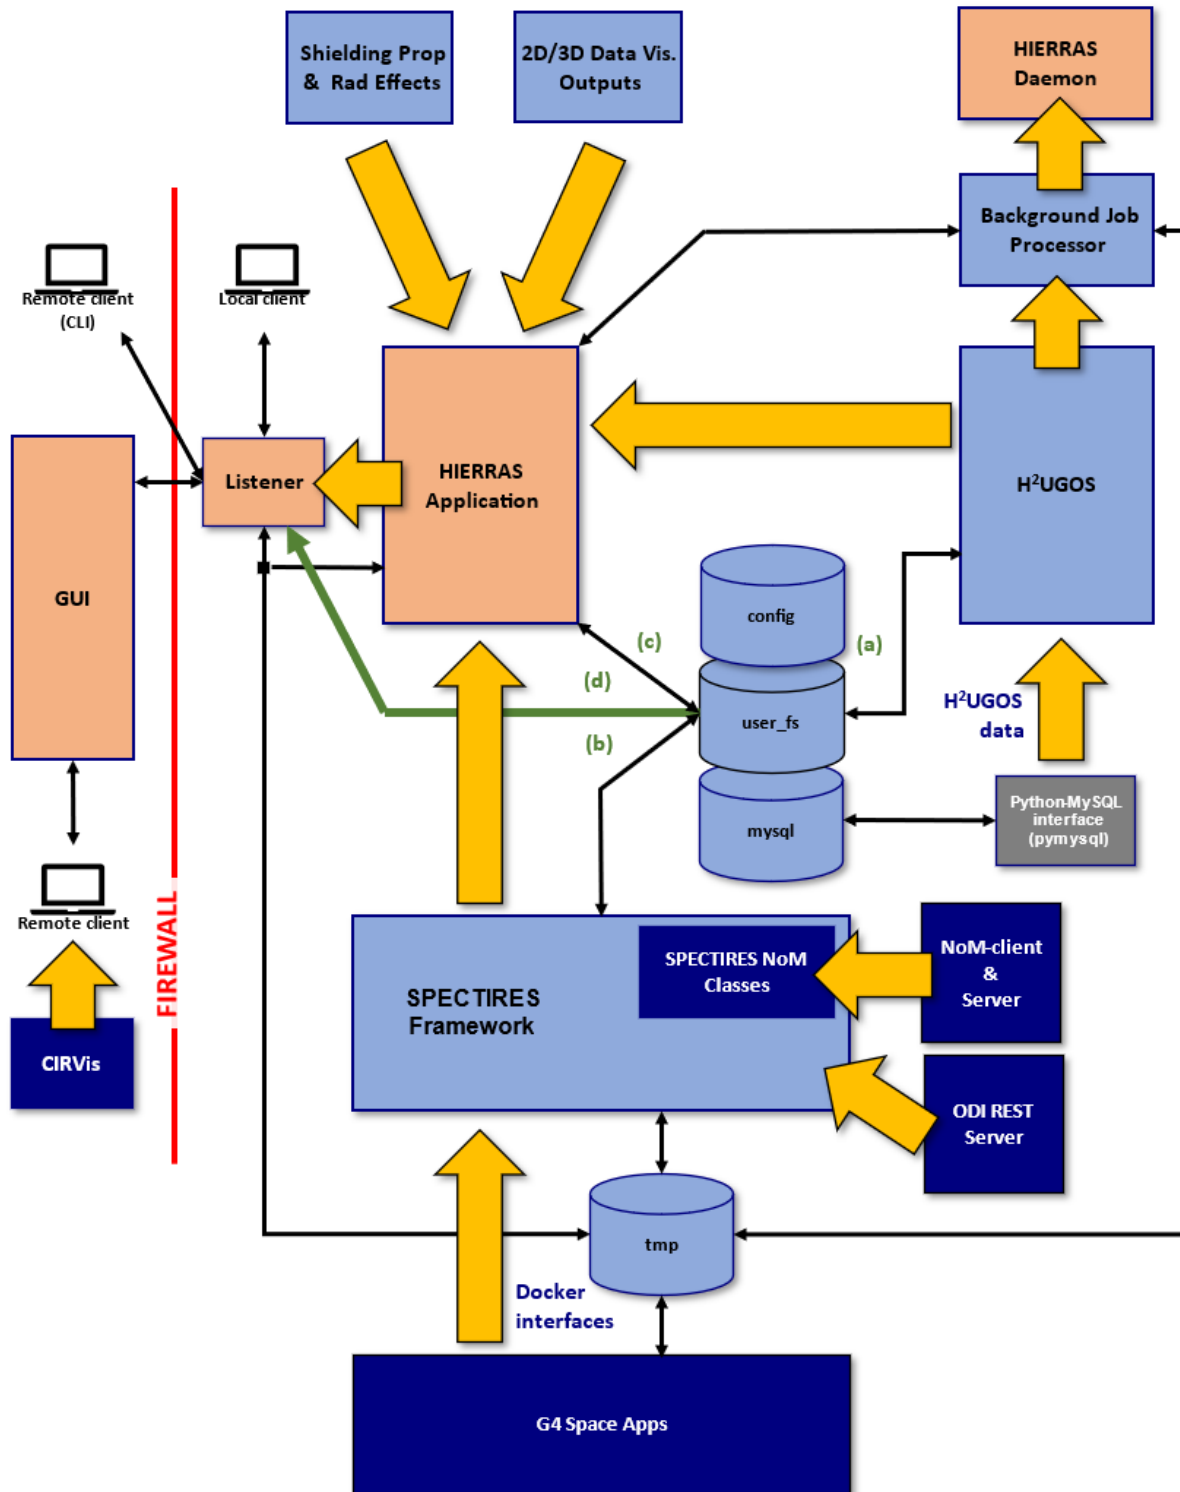 Shielding Prop
& Rad Effects
2D/3D Data Vis.
Outputs
HIERRAS
Daemon
Background Job
Processor
Remote client
(CLI)
Local client
Listener
HIERRAS
Application
H²UGOS
GUI
config
(a)
(c)
(d)
user_fs
(b)
H²UGOS
data
mysql
Python-MySQL
interface
(pymysql)
Remote client
FIREWALL
CIRVis
SPECTIRES
Framework
SPECTIRES NoM
Classes
NoM-client
&
Server
ODI REST
Server
tmp
Docker
interfaces
G4 Space Apps